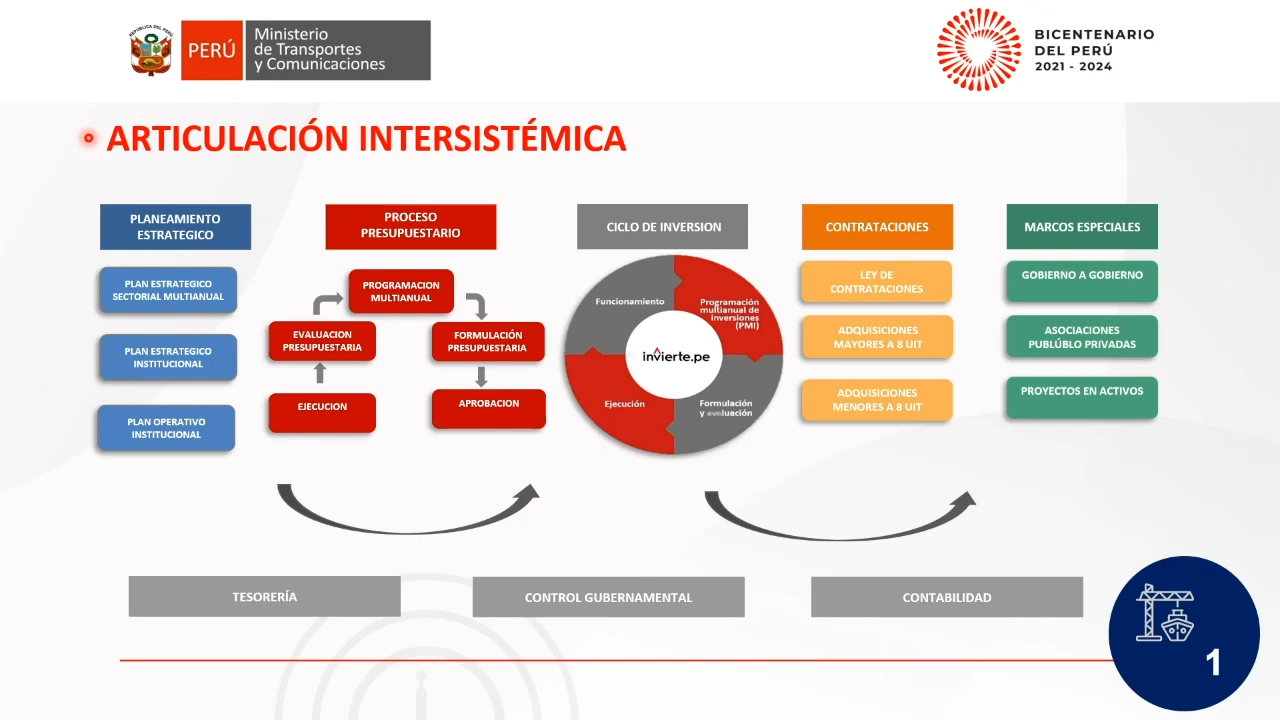 REPÚBLICA DEL PERÚ
PERÚ
Ministerio
de Transportes
y Comunicaciones
BICENTENARIO
DEL PERÚ
2021 - 2024
ARTICULACIÓN INTERSISTÉMICA
PLANEAMIENTO
ESTRATEGICO
PLAN ESTRATEGICO
SECTORIAL MULTIANUAL
PLAN ESTRATEGICO
INSTITUCIONAL
PLAN OPERATIVO
INSTITUCIONAL
PROCESO
PRESUPUESTARIO
PROGRAMACION
MULTIANUAL
EVALUACION
PRESUPUESTARIA
FORMULACIÓN
PRESUPUESTARIA
EJECUCION
APROBACION
CICLO DE INVERSION
Funcionamiento
Programación
multianual de
inversiones
(PMI)
invierte.pe
Ejecución
Formulación
y evaluación
CONTRATACIONES
LEY DE
CONTRATACIONES
ADQUISICIONES
MAYORES A 8 UIT
ADQUISICIONES
MENORES A 8 UIT
MARCOS ESPECIALES
GOBIERNO A GOBIERNO
ASOCIACIONES
PUBLÚBLO PRIVADAS
PROYECTOS EN ACTIVOS
TESORERÍA
CONTROL GUBERNAMENTAL
CONTABILIDAD
1